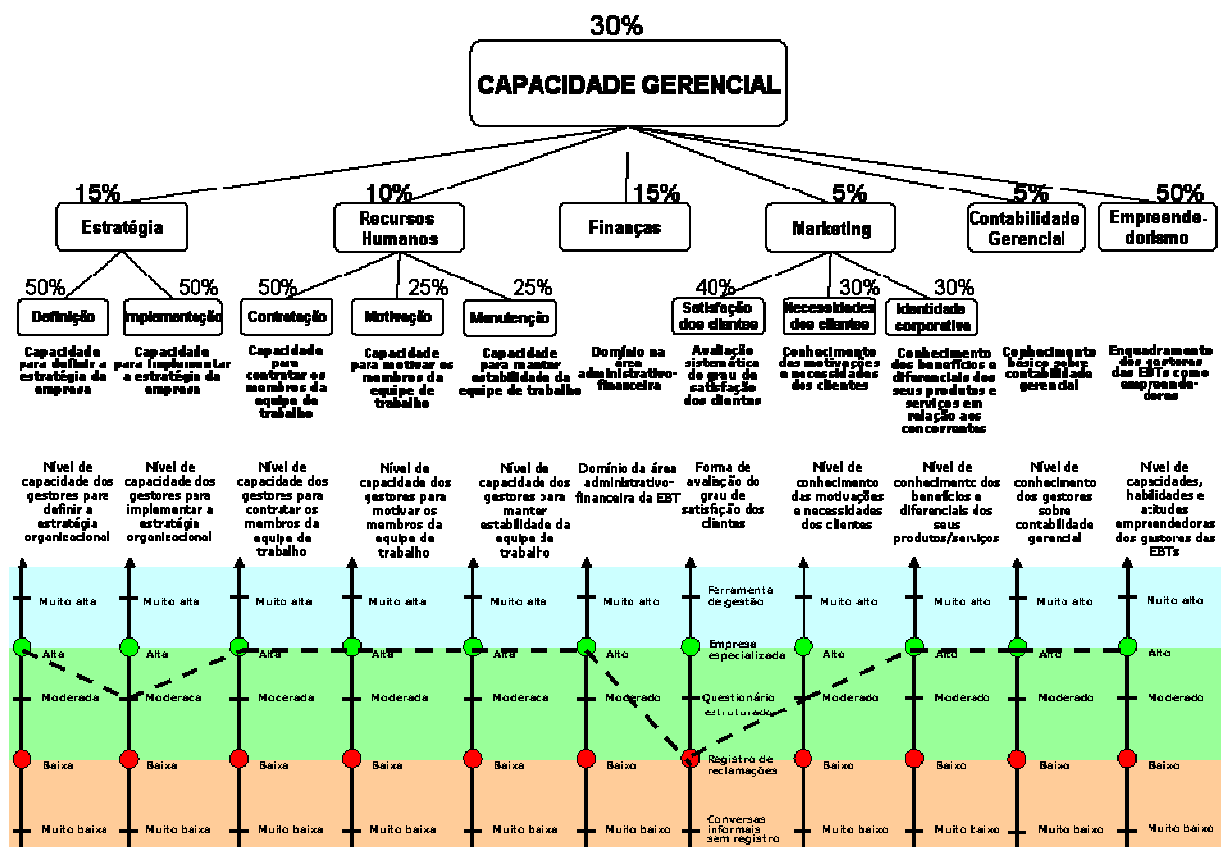 30%
CAPACIDADE GERENCIAL
15%
10%
15%
5%
5%
50%
Estratégia
Recursos
Humanos
Finanças
Marketing
Contabilidade
Gerencial
Empreende-
dorismo
50%
50%
50%
25%
25%
40%
30%
30%
Definição
Implementação
Contratação
Motivação
Manutenção
Satisfação
dos clientes
Necessidades
dos clientes
Identidade
corporativa
Capacidade
para definir a
estratégia da
empresa
Capacidade
para implementar
a estratégia da
empresa
Capacidade
para
contratar os
membros da
equipe de
trabalho
Capacidade
para motivar os
membros da
equipe de
trabalho
Capacidade
para manter
estabilidade da
equipe de trabalho
Domínio na
área
administrativo-
financeira
Avaliação
sistemática
do grau de
satisfação
dos clientes
Conhecimento
das motivações
e necessidades
dos clientes
Conhecimento
dos benefícios e
diferenciais dos
seus produtos e
serviços em
relação aos
concorrentes
Conhecimento
básico sobre
contabilidade
gerencial
Enquadramento
dos gestores
das EBTs como
empreende-
dores
Nível de
capacidade dos
gestores para
definir a
estratégia
organizacional
Nível de
capacidade dos
gestores para
implementar a
estratégia
organizacional
Nível de
capacidade dos
gestores para
contratar os
membros da
equipe de
trabalho
Nível de
capacidade dos
gestores para
motivar os
membros da
equipe de
trabalho
Nível de
capacidade dos
gestores para
manter
estabilidade da
equipe de
trabalho
Domínio da área
administrativo-
financeira da EBT
Forma de
avaliação do
grau de
satisfação dos
clientes
Nível de
conhecimento
das motivações
e necessidades
dos clientes
Nível de
conhecimento dos
benefícios e
diferenciais dos
seus
produtos/serviços
Nível de
conhecimento
dos gestores
sobre
contabilidade
gerencial
Nível de
capacidades,
habilidades e
atitudes
empreendedoras
dos gestores das
EBTs
Muito alta
Muito alta
Muito alta
Muito alta
Muito alta
Muito alto
Ferramenta
de gestão
Muito alto
Muito alto
Muito alto
Muito alto
Alta
Alta
Alta
Alta
Alta
Alto
Empresa
especializada
Alto
Alto
Alto
Alto
Moderada
Moderada
Moderada
Moderada
Moderada
Moderado
Questionário
estruturado
Moderado
Moderado
Moderado
Moderado
Baixa
Baixa
Baixa
Baixa
Baixa
Baixo
Registro de
reclamações
Baixo
Baixo
Baixo
Baixo
Muito baixa
Muito baixa
Muito baixa
Muito baixa
Muito baixa
Muito baixo
Conversas
informais
sem registro
Muito baixo
Muito baixo
Muito baixo
Muito baixo